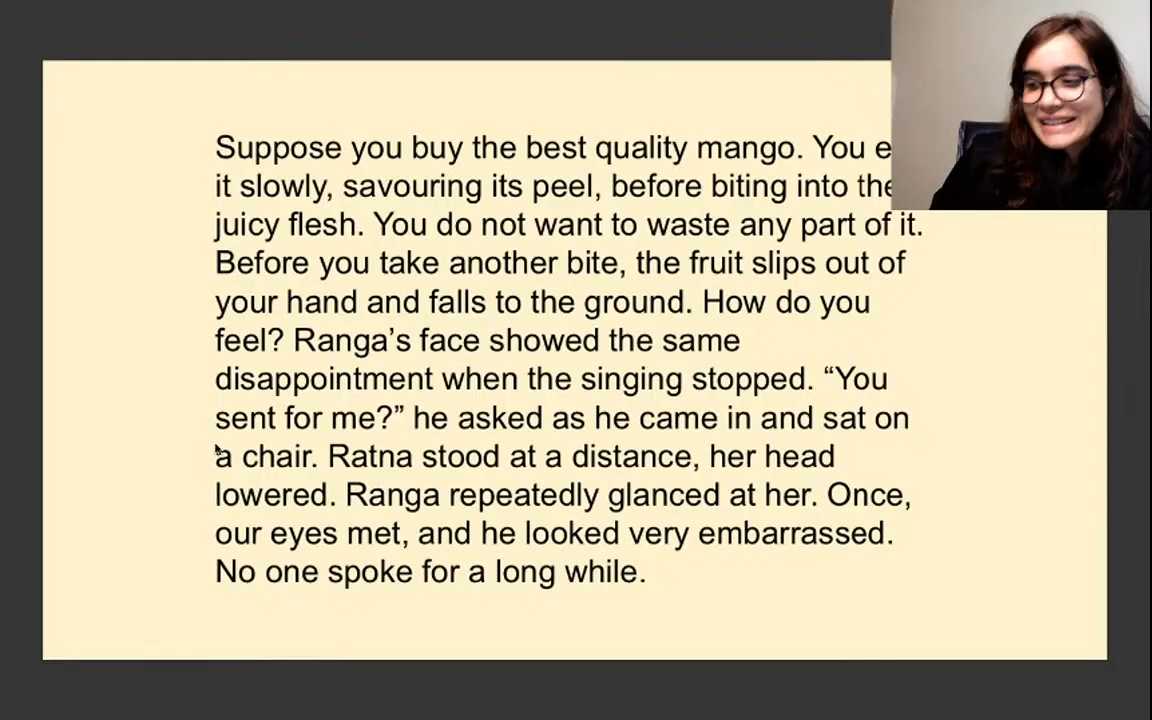 Suppose you buy the best quality mango. You
it slowly, savouring its peel, before biting into the
juicy flesh. You do not want to waste any part of it.
Before you take another bite, the fruit slips out of
your hand and falls to the ground. How do you
feel? Ranga’s face showed the same
disappointment when the singing stopped. “You
sent for me?” he asked as he came in and sat on
a chair. Ratna stood at a distance, her head
lowered. Ranga repeatedly glanced at her. Once,
our eyes met, and he looked very embarrassed.
No one spoke for a long while.